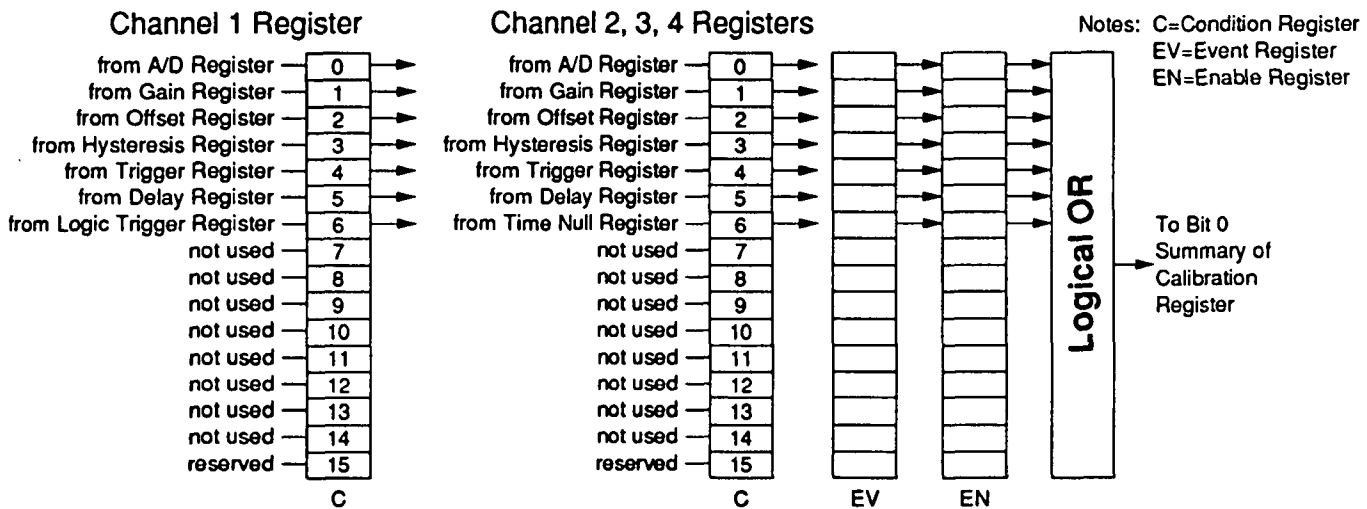 Channel 1 Register
Channel 2, 3, 4 Registers
Notes: C=Condition Register
EV=Event Register
EN=Enable Register
from A/D Register 0
from Gain Register 1
from Offset Register 2
from Hysteresis Register 3
from Trigger Register 4
from Delay Register 5
from Logic Trigger Register 6
not used 7
not used 8
not used 9
not used 10
not used 11
not used 12
not used 13
not used 14
reserved 15
C
from A/D Register 0
from Gain Register 1
from Offset Register 2
from Hysteresis Register 3
from Trigger Register 4
from Delay Register 5
from Time Null Register 6
not used 7
not used 8
not used 9
not used 10
not used 11
not used 12
not used 13
not used 14
reserved 15
C
EV
EN
Logical OR
To Bit 0
Summary of
Calibration
Register